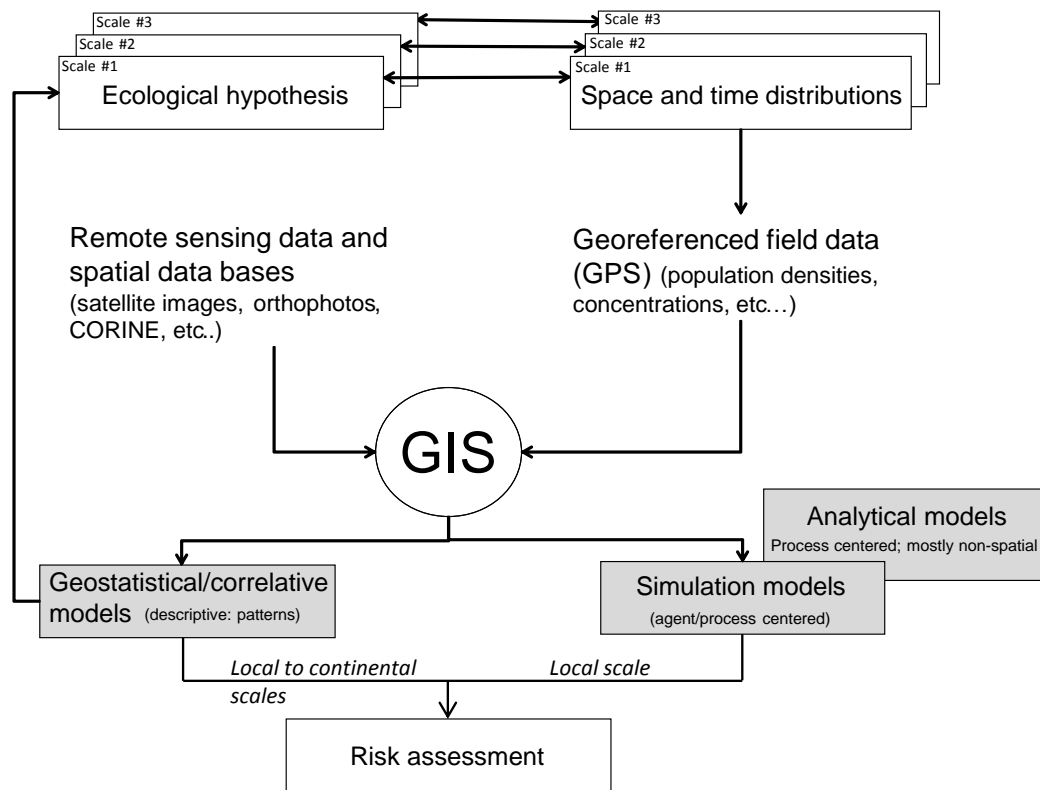 Scale #3
Scale #2
Scale #1
Ecological hypothesis
Scale #3
Scale #2
Scale #1
Space and time distributions
Remote sensing data and
spatial data bases
(satellite images, orthophotos,
CORINE, etc..)
Georeferenced field data
(GPS) (population densities,
concentrations, etc…)
GIS
Analytical models
Process centered; mostly non-spatial
Geostatistical/correlative
models (descriptive: patterns)
Simulation models
(agent/process centered)
Local to continental
scales
Local scale
Risk assessment